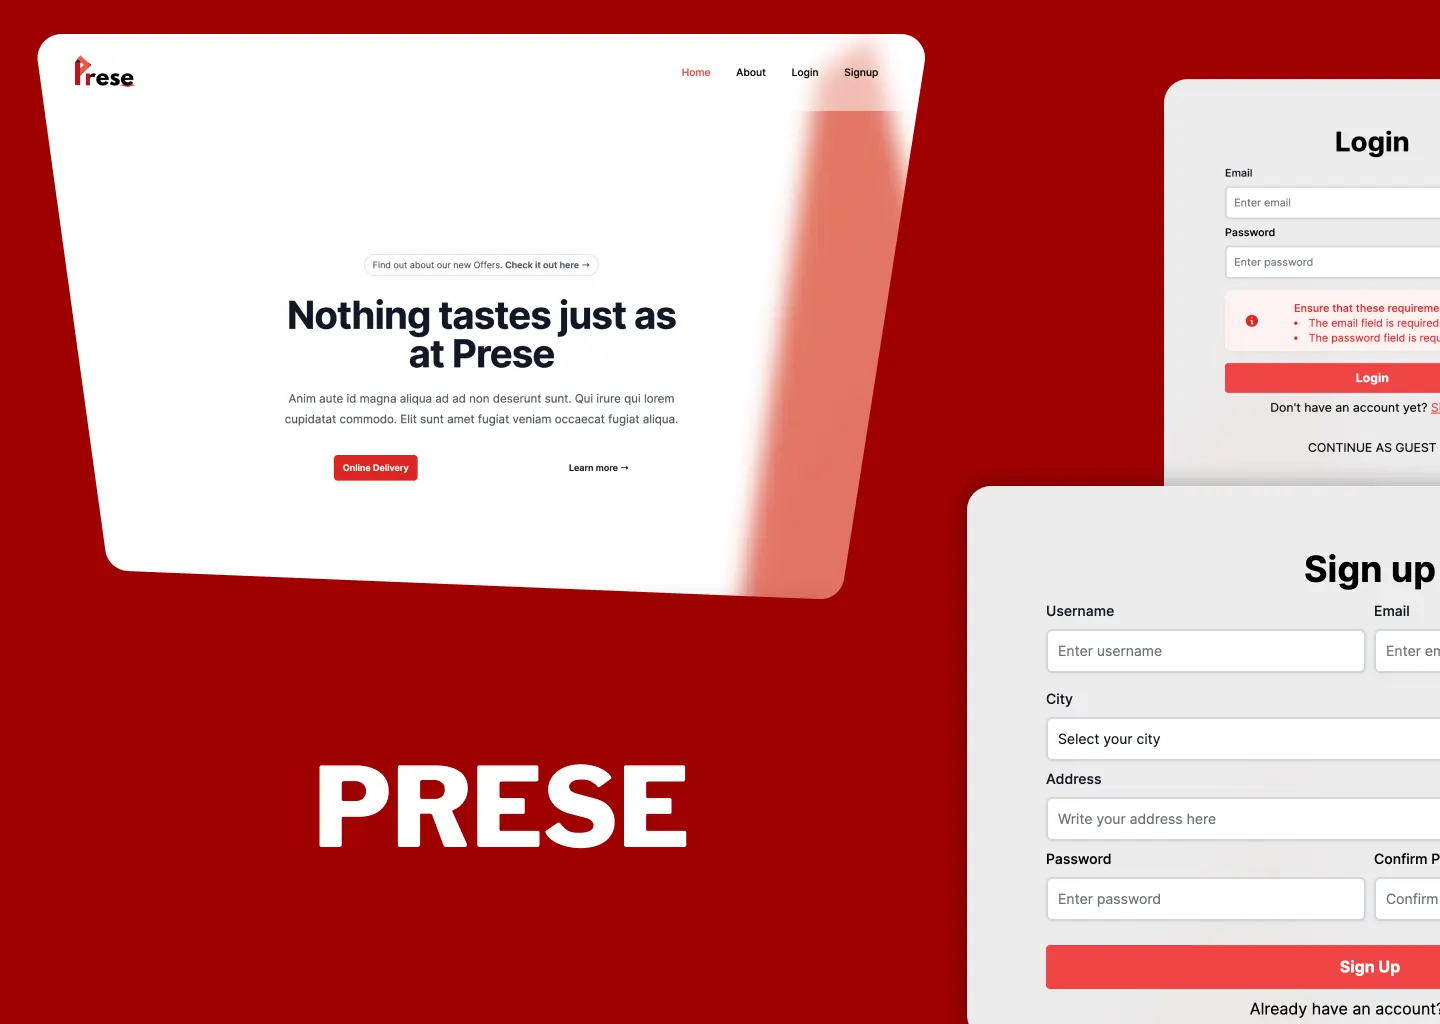 Prese
Home About Login Signup
Find out about our new Offers. Check it out here →
Nothing tastes just as
at Prese
Anim aute id magna aliqua ad ad non deserunt sunt. Qui irure qui lorem
cupidatat commodo. Elit sunt amet fugiat veniam occaecat fugiat aliqua.
Online Delivery Learn more →
PRESE
Login
Email
Enter email
Password
Enter password
Ensure that these
• The email field is required
• The password field is
Login
Don't have an account yet?
CONTINUE AS GUEST
Sign up
Username Email
Enter username Enter
City
Select your city
Address
Write your address here
Password Confirm
Enter password Confirm
Sign Up
Already have an account?